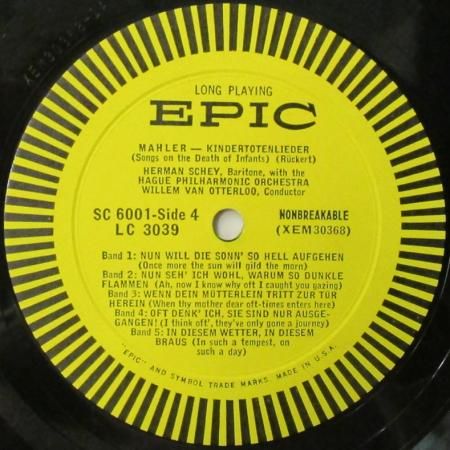 LONG PLAYING
EPIC
MAHLER — KINDERTOTENLIEDER
(Songs on the Death of Infants) (Rückert)
HERMAN SCHEY, Baritone, with the
HAGUE PHILHARMONIC ORCHESTRA
WILLEM VAN OTTERLOO, Conductor
SC 6001-Side 4 NONBREAKABLE
LC 3039 (XEM30368)
Band 1: NUN WILL DIE SONN' SO HELL AUFGEHEN
(Once more the sun will gild the morn)
Band 2: NUN SEH' ICH WOHL, WARUM SO DUNKLE
FLAMMEN (Ah, now I know why oft I caught you gazing)
Band 3: WENN DEIN MÜTTERLEIN TRITT ZUR TÜR
HEREIN (When thy mother dear oft-times enters here)
Band 4: OFT DENK' ICH, SIE SIND NUR AUSGE-
GANGEN! (I think oft', they've only gone a journey)
Band 5: IN DIESEM WETTER, IN DIESEM
BRAUS (In such a tempest, on
such a day)
"EPIC" AND SYMBOL TRADE MARKS. MADE IN U.S.A.